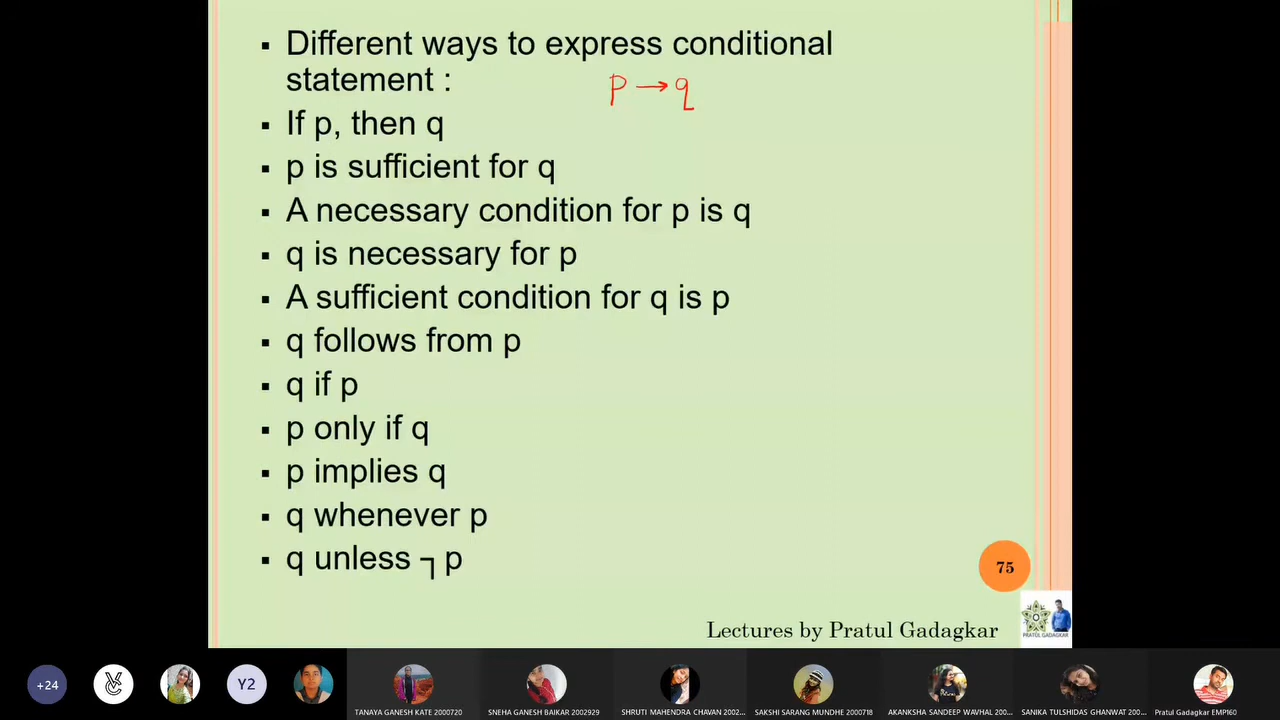 ▪ Different ways to express conditional
statement :
p → q
▪ If p, then q
▪ p is sufficient for q
▪ A necessary condition for p is q
▪ q is necessary for p
▪ A sufficient condition for q is p
▪ q follows from p
▪ q if p
▪ p only if q
▪ p implies q
▪ q whenever p
▪ q unless ┐p
75
Lectures by Pratul Gadagkar
PRATUL GADAGKAR
+24
Y2
TANAYA GANESH KATE 2000720
SNEHA GANESH BAIKAR 2002929
SHRUTI MAHENDRA CHAVAN 2002...
SAKSHI SARANG MUNDHE 2000718
AKANKSHA SANDEEP WAVHAL 200...
SANIKA TULSHIDAS GHANWAT 200...
Pratul Gadagkar EMP160